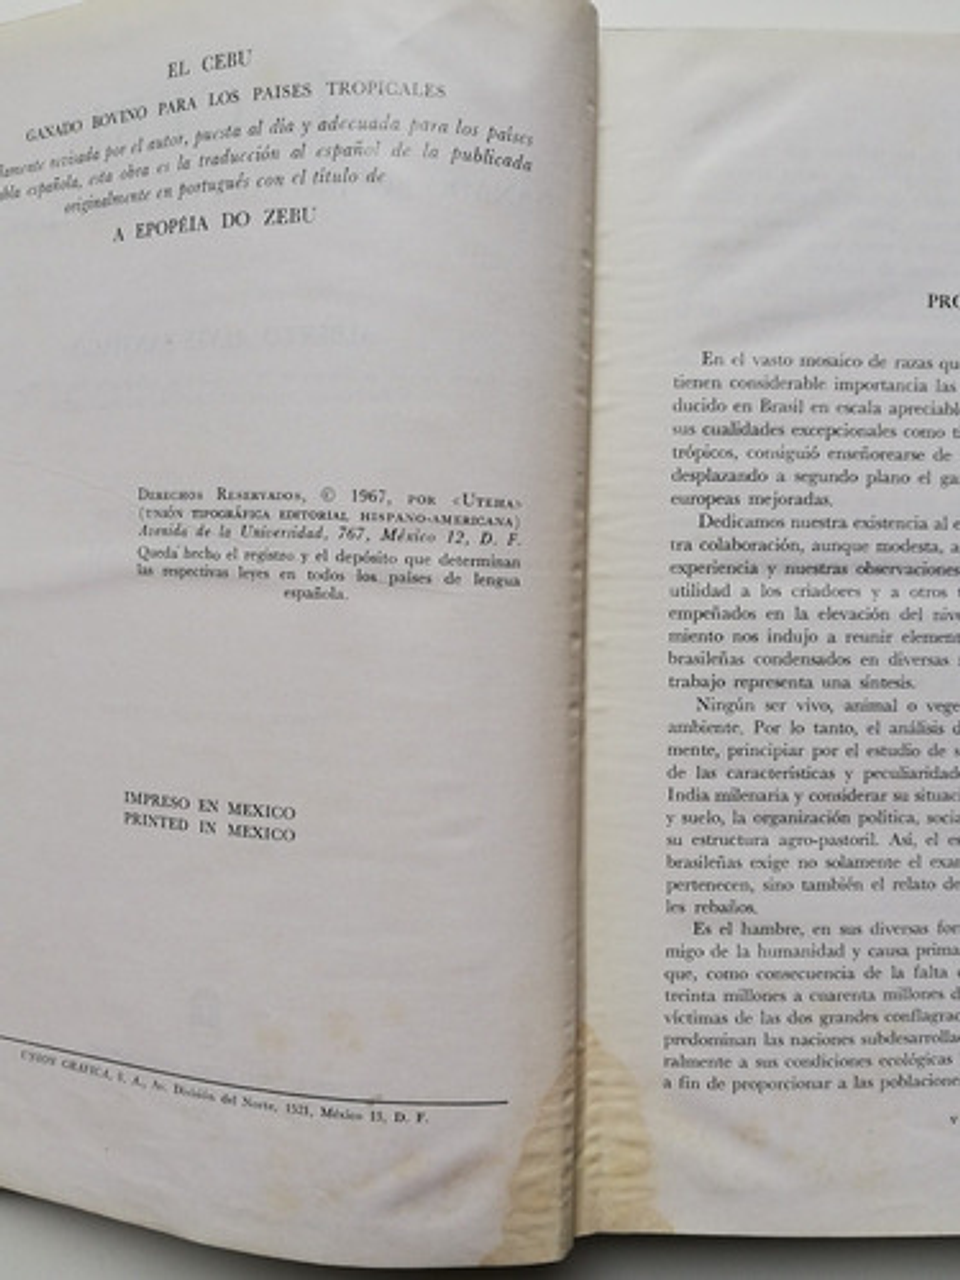 EL CEBU
GANADO BOVINO PARA LOS PAISES TROPICALES
revisada por el autor, puesta al día y adecuada para los países
española, esta obra es la traducción al español de la publicada
originalmente en portugués con el título de
A EPOPÉIA DO ZEBU
DERECHOS RESERVADOS, © 1967, POR «UTEHA»
(UNIÓN TIPOGRÁFICA EDITORIAL HISPANO-AMERICANA)
Avenida de la Universidad, 767, México 12, D. F.
Queda hecho el registro y el depósito que determinan
las respectivas leyes en todos los países de lengua
española.
IMPRESO EN MEXICO
PRINTED IN MEXICO
UNION GRÁFICA, S. A., Av. División del Norte, 1521, México 13, D. F.
PRÓ
En el vasto mosaico de razas qu
tienen considerable importancia las
ducido en Brasil en escala apreciabl
sus cualidades excepcionales como t
trópicos, consiguió enseñorearse de
desplazando a segundo plano el ga
europeas mejoradas.
Dedicamos nuestra existencia al e
tra colaboración, aunque modesta, a
experiencia y nuestras observaciones
utilidad a los criadores y a otros t
empeñados en la elevación del niv
miento nos indujo a reunir element
brasileñas condensados en diversas
trabajo representa una síntesis.
Ningún ser vivo, animal o vege
ambiente. Por lo tanto, el análisis d
mente, principiar por el estudio de s
de las características y peculiaridad
India milenaria y considerar su situaci
y suelo, la organización política, socia
su estructura agro-pastoril. Así, el es
brasileñas exige no solamente el exa
pertenecen, sino también el relato de
les rebaños.
Es el hambre, en sus diversas for
migo de la humanidad y causa prima
que, como consecuencia de la falta
treinta millones a cuarenta millones d
víctimas de las dos grandes conflagrac
predominan las naciones subdesarrolla
ralmente a sus condiciones ecológicas
a fin de proporcionar a las poblacione
V